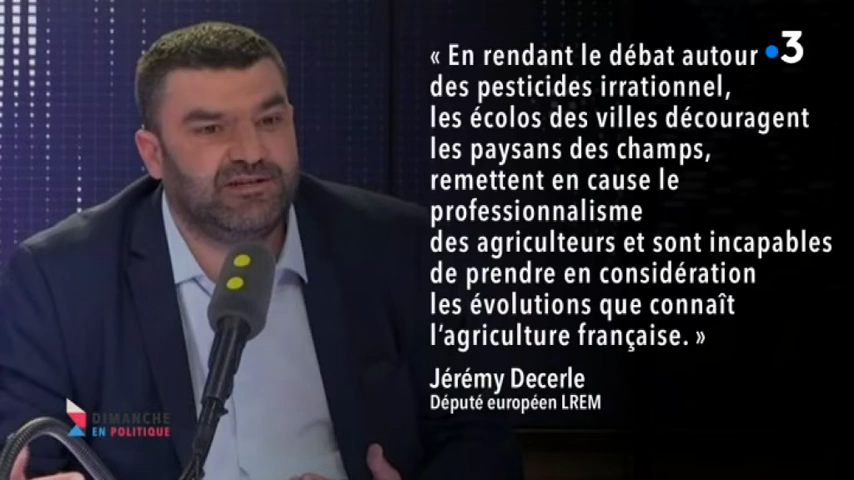 3
« En rendant le débat autour
des pesticides irrationnel,
les écolos des villes découragent
les paysans des champs,
remettent en cause le
professionnalisme
des agriculteurs et sont incapables
de prendre en considération
les évolutions que connaît
l’agriculture française. »
Jérémy Decerle
Député européen LREM
DIMANCHE
EN POLITIQUE